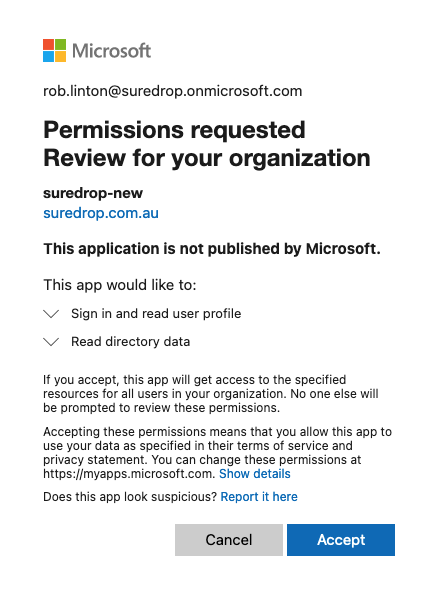 Microsoft
rob.linton@suredrop.onmicrosoft.com
Permissions requested
Review for your organization
suredrop-new
suredrop.com.au
This application is not published by Microsoft.
This app would like to:
Sign in and read user profile
Read directory data
If you accept, this app will get access to the specified
resources for all users in your organization. No one else will
be prompted to review these permissions.
Accepting these permissions means that you allow this app to
use your data as specified in their terms of service and
privacy statement. You can change these permissions at
https://myapps.microsoft.com. Show details
Does this app look suspicious? Report it here
Cancel
Accept